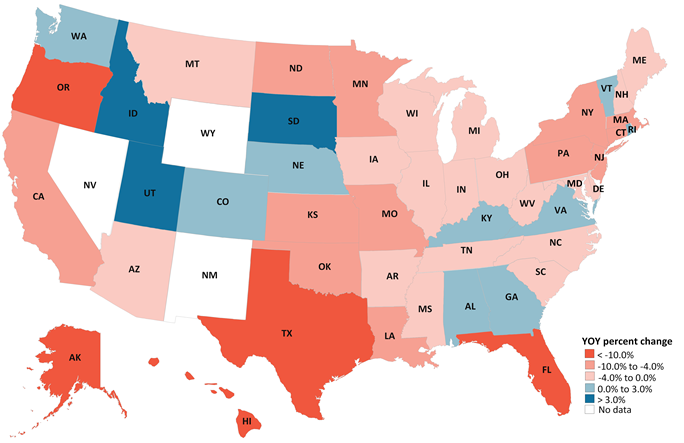 WA
OR
MT
ID
WY
ND
SD
NE
MN
WI
MI
ME
VT
NH
NY
MA
CT
RI
CA
NV
UT
CO
KS
IA
MO
IL
IN
OH
PA
NJ
MD
DE
WV
VA
KY
AZ
NM
OK
AR
TN
NC
SC
TX
LA
MS
AL
GA
FL
AK
HI
YOY percent change
< -10.0%
-10.0% to -4.0%
-4.0% to 0.0%
0.0% to 3.0%
> 3.0%
No data